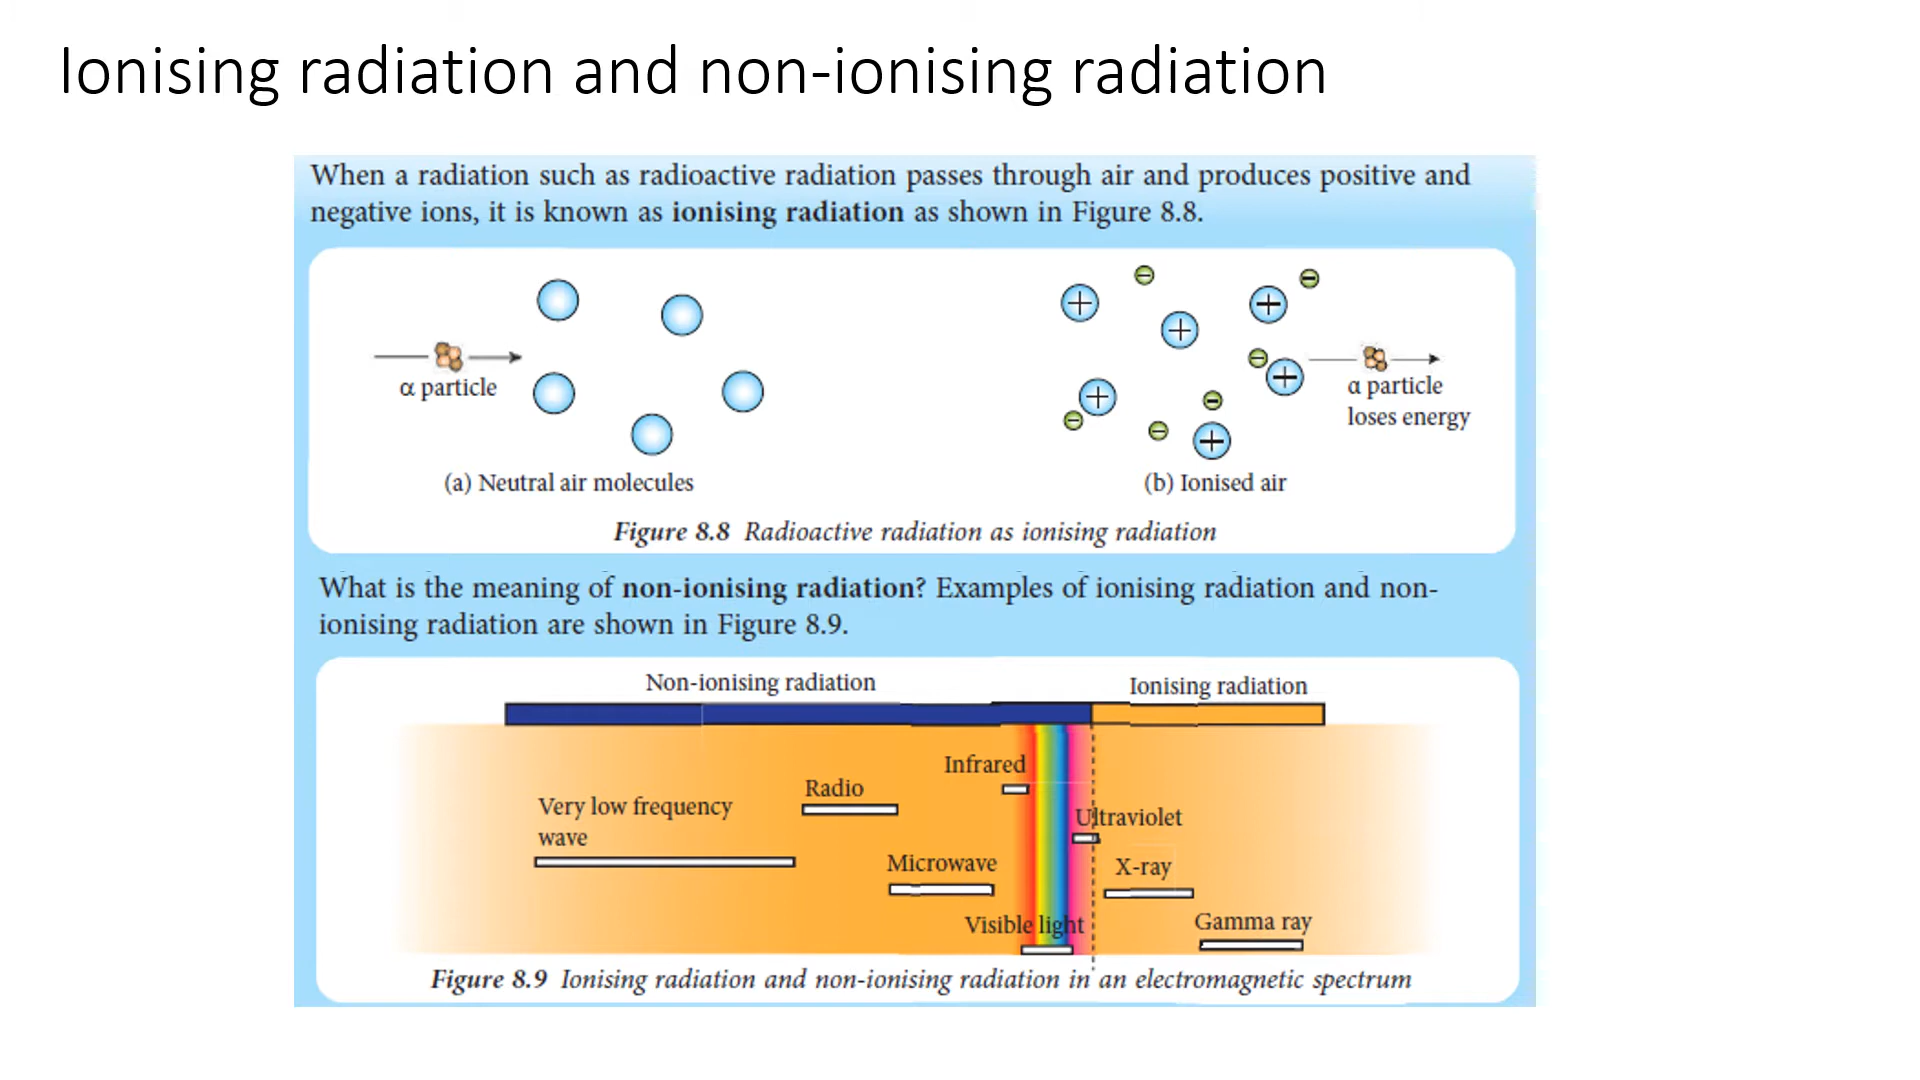 Ionising radiation and non-ionising radiation
When a radiation such as radioactive radiation passes through air and produces positive and
negative ions, it is known as ionising radiation as shown in Figure 8.8.
α particle
α particle
loses energy
(a) Neutral air molecules
(b) Ionised air
Figure 8.8 Radioactive radiation as ionising radiation
What is the meaning of non-ionising radiation? Examples of ionising radiation and non-
ionising radiation are shown in Figure 8.9.
Non-ionising radiation
Ionising radiation
Infrared
Radio
Very low frequency
wave
Ultraviolet
Microwave
X-ray
Visible light
Gamma ray
Figure 8.9 Ionising radiation and non-ionising radiation in an electromagnetic spectrum